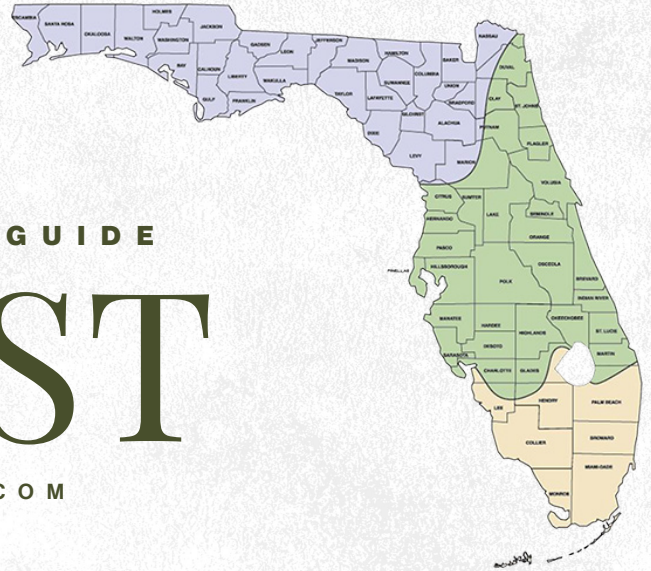 GUIDE
ST
COM
ESCAMBIA
SANTA ROSA
OKALOOSA
WALTON
HOLMES
WASHINGTON
JACKSON
BAY
CALHOUN
GULF
GADSDEN
LIBERTY
FRANKLIN
LEON
WAKULLA
JEFFERSON
MADISON
TAYLOR
HAMILTON
SUWANNEE
LAFAYETTE
DIXIE
COLUMBIA
GILCHRIST
LEVY
BAKER
UNION
BRADFORD
ALACHUA
MARION
NASSAU
DUVAL
CLAY
ST. JOHNS
PUTNAM
FLAGLER
VOLUSIA
CITRUS
SUMTER
LAKE
HERNANDO
SEMINOLE
ORANGE
PASCO
PINELLAS
HILLSBOROUGH
POLK
OSCEOLA
BREVARD
INDIAN RIVER
MANATEE
HARDEE
HIGHLANDS
OKEECHOBEE
ST. LUCIE
SARASOTA
DESOTO
MARTIN
CHARLOTTE
GLADES
LEE
HENDRY
PALM BEACH
COLLIER
BROWARD
MIAMI-DADE
MONROE